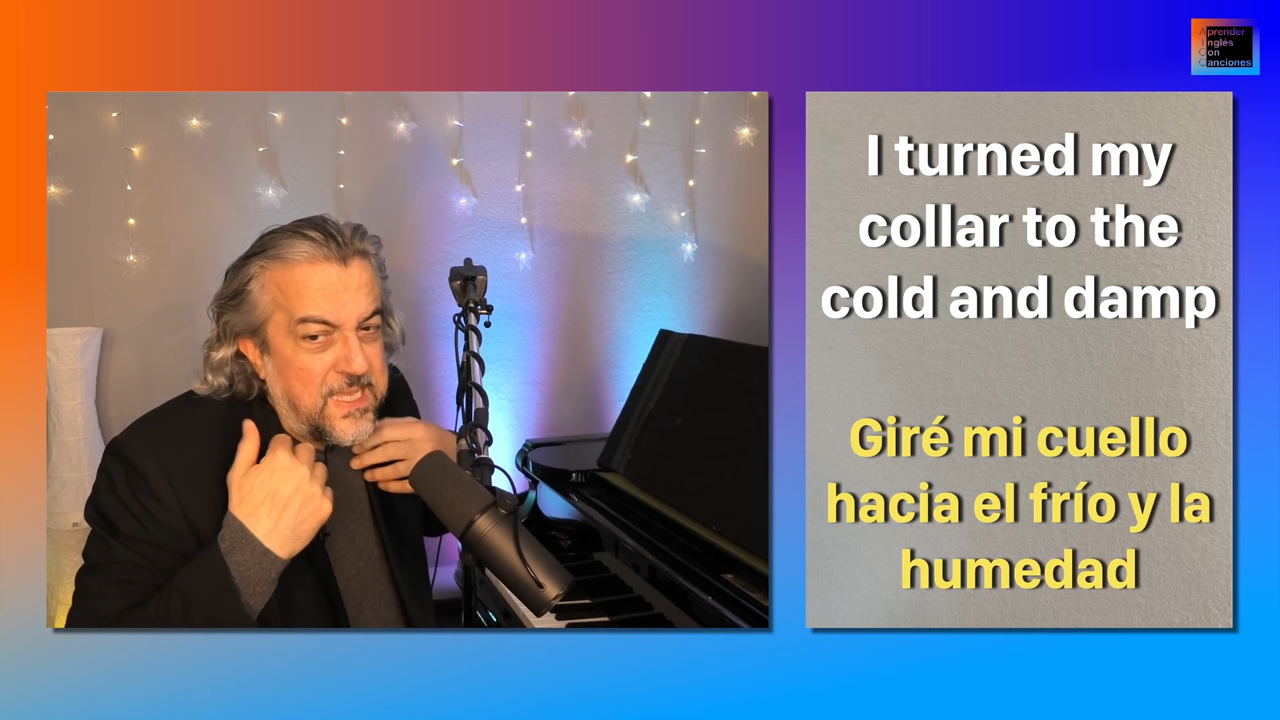 Aprender
Inglés
Con
Canciones
I turned my
collar to the
cold and damp
Giré mi cuello
hacia el frío y la
humedad